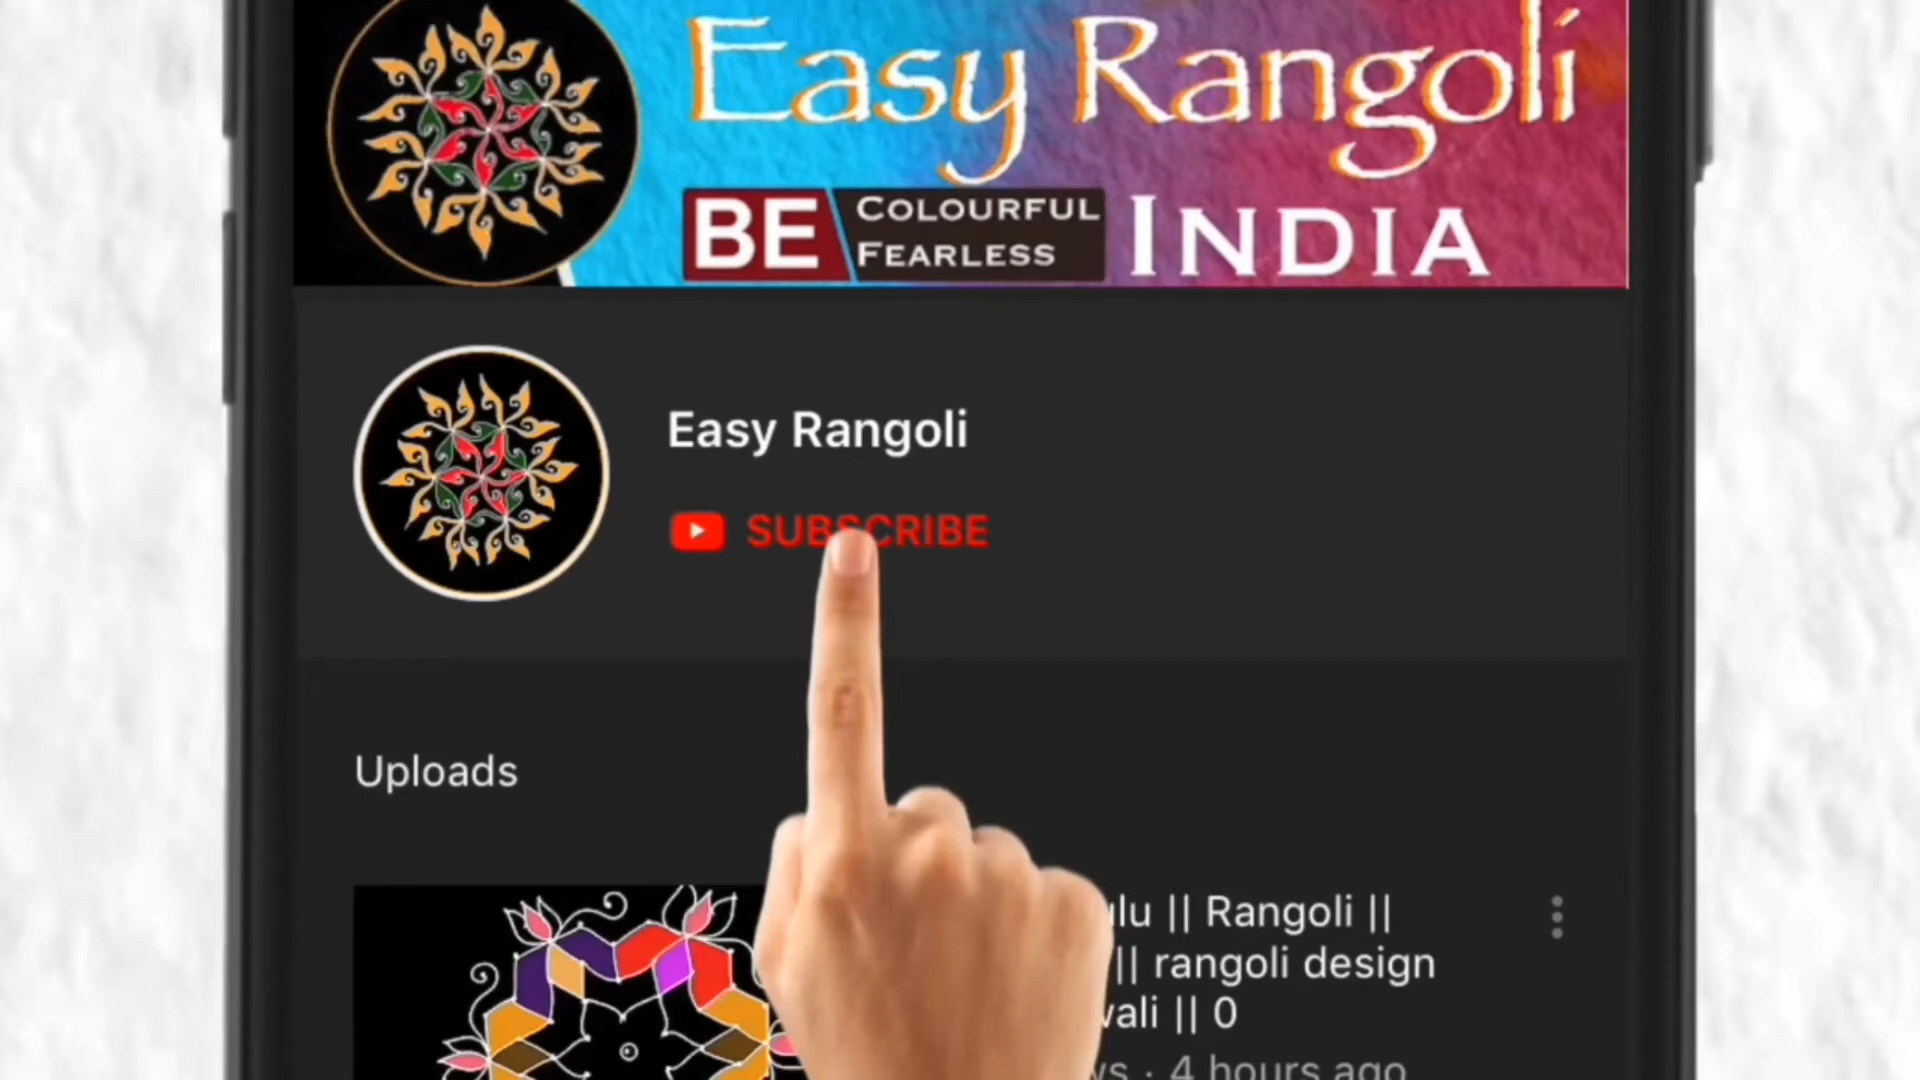 Easy Rangoli
BE COLOURFUL FEARLESS INDIA
Easy Rangoli
SUBSCRIBE
Uploads
|| Rangoli ||
|| rangoli design
|| 0
· 4 hours ago